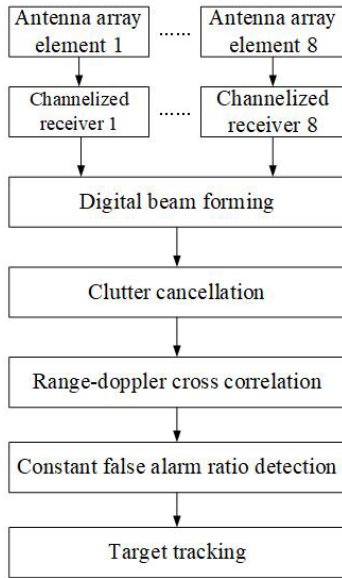 Antenna array
element 1
......
Antenna array
element 8
Channelized
receiver 1
......
Channelized
receiver 8
Digital beam forming
Clutter cancellation
Range-doppler cross correlation
Constant false alarm ratio detection
Target tracking